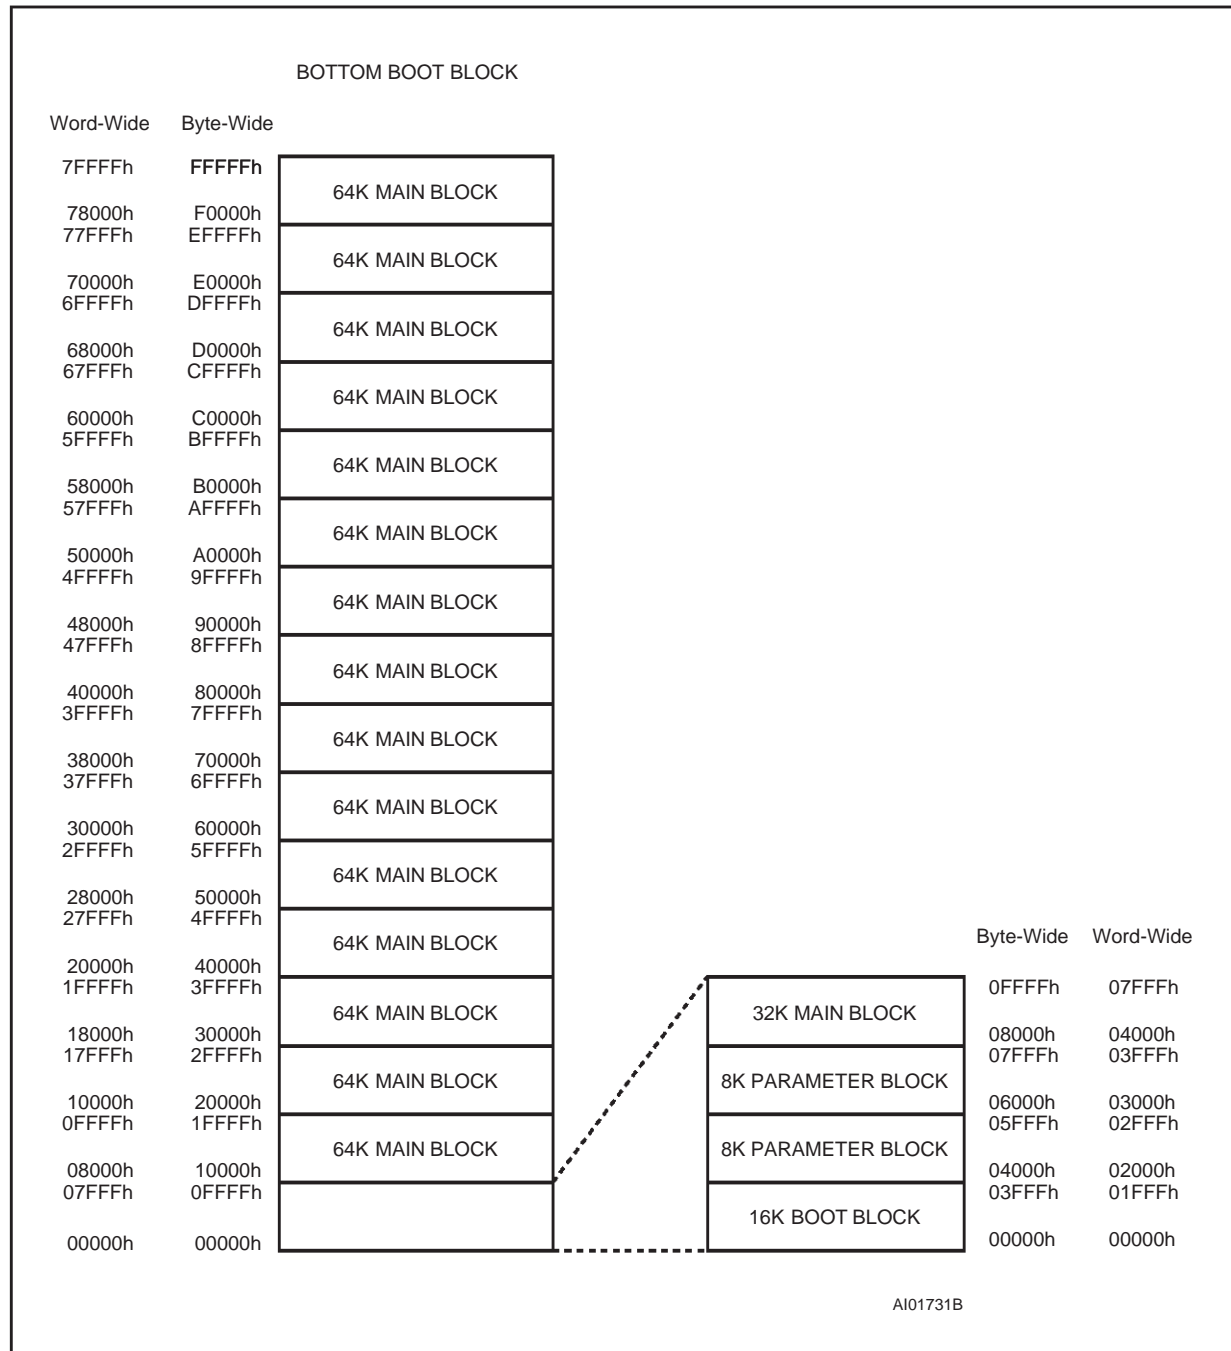 BOTTOM BOOT BLOCK
Word-Wide Byte-Wide
7FFFFh FFFFFh
64K MAIN BLOCK
78000h F0000h
77FFFh EFFFFh
64K MAIN BLOCK
70000h E0000h
6FFFFh DFFFFh
64K MAIN BLOCK
68000h D0000h
67FFFh CFFFFh
64K MAIN BLOCK
60000h C0000h
5FFFFh BFFFFh
64K MAIN BLOCK
58000h B0000h
57FFFh AFFFFh
64K MAIN BLOCK
50000h A0000h
4FFFFh 9FFFFh
64K MAIN BLOCK
48000h 90000h
47FFFh 8FFFFh
64K MAIN BLOCK
40000h 80000h
3FFFFh 7FFFFh
64K MAIN BLOCK
38000h 70000h
37FFFh 6FFFFh
64K MAIN BLOCK
30000h 60000h
2FFFFh 5FFFFh
64K MAIN BLOCK
28000h 50000h
27FFFh 4FFFFh
64K MAIN BLOCK
20000h 40000h
1FFFFh 3FFFFh
64K MAIN BLOCK
18000h 30000h
17FFFh 2FFFFh
64K MAIN BLOCK
10000h 20000h
0FFFFh 1FFFFh
64K MAIN BLOCK
08000h 10000h
07FFFh 0FFFFh
00000h 00000h
Byte-Wide Word-Wide
0FFFFh 07FFFh
32K MAIN BLOCK
08000h 04000h
07FFFh 03FFFh
8K PARAMETER BLOCK
06000h 03000h
05FFFh 02FFFh
8K PARAMETER BLOCK
04000h 02000h
03FFFh 01FFFh
16K BOOT BLOCK
00000h 00000h
AI01731B